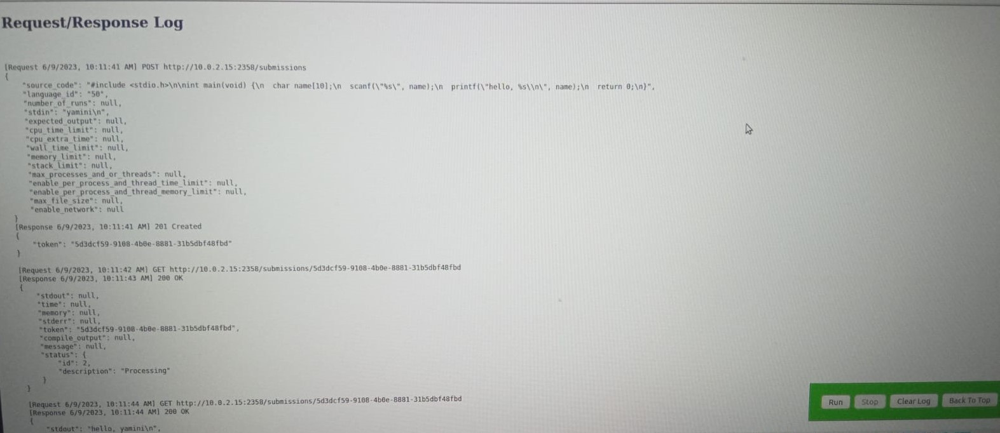 Request/Response Log
[Request 6/9/2023, 10:11:41 AM] POST http://10.0.2.15:2358/submissions
{
"source_code": "#include <stdio.h>\n\nint main(void) {\n  char name[10];\n  scanf(\"%s\", name);\n  printf(\"hello, %s\\n\", name);\n  return 0;\n}",
"language_id": "50",
"number_of_runs": null,
"stdin": "yamini\n",
"expected_output": null,
"cpu_time_limit": null,
"cpu_extra_time": null,
"wall_time_limit": null,
"memory_limit": null,
"stack_limit": null,
"max_processes_and_or_threads": null,
"enable_per_process_and_thread_time_limit": null,
"enable_per_process_and_thread_memory_limit": null,
"max_file_size": null,
"enable_network": null
}
[Response 6/9/2023, 10:11:41 AM] 201 Created
{
"token": "5d3dcf59-9108-4b0e-8881-31b5dbf48fbd"
}
[Request 6/9/2023, 10:11:42 AM] GET http://10.0.2.15:2358/submissions/5d3dcf59-9108-4b0e-8881-31b5dbf48fbd
[Response 6/9/2023, 10:11:43 AM] 200 OK
{
"stdout": null,
"time": null,
"memory": null,
"stderr": null,
"token": "5d3dcf59-9108-4b0e-8881-31b5dbf48fbd",
"compile_output": null,
"message": null,
"status": {
"id": 2,
"description": "Processing"
}
}
[Request 6/9/2023, 10:11:44 AM] GET http://10.0.2.15:2358/submissions/5d3dcf59-9108-4b0e-8881-31b5dbf48fbd
[Response 6/9/2023, 10:11:44 AM] 200 OK
{
"stdout": "hello, yamini\n",
Run Stop Clear Log Back To Top